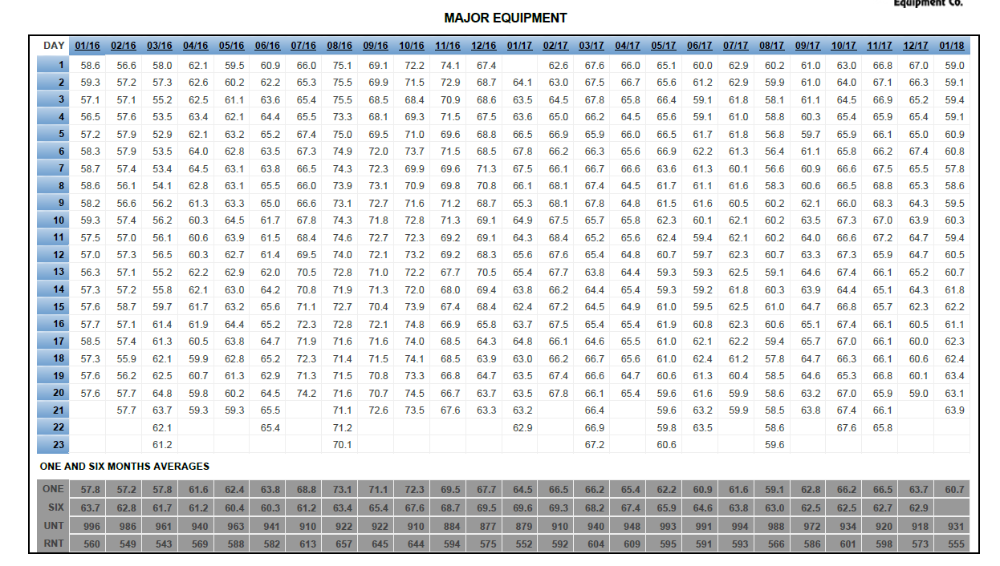 Equipment Co.
MAJOR EQUIPMENT
DAY 01/16 02/16 03/16 04/16 05/16 06/16 07/16 08/16 09/16 10/16 11/16 12/16 01/17 02/17 03/17 04/17 05/17 06/17 07/17 08/17 09/17 10/17 11/17 12/17 01/18
1 58.6 56.6 58.0 62.1 59.5 60.9 66.0 75.1 69.1 72.2 74.1 67.4 62.6 67.6 66.0 65.1 60.0 62.9 60.2 61.0 63.0 66.8 67.0 59.0
2 59.3 57.2 57.3 62.6 60.2 62.2 65.3 75.5 69.9 71.5 72.9 68.7 64.1 63.0 67.5 66.7 65.6 61.2 62.9 59.9 61.0 64.0 67.1 66.3 59.1
3 57.1 57.1 55.2 62.5 61.1 63.6 65.4 75.5 68.5 68.4 70.9 68.6 63.5 64.5 67.8 65.8 66.4 59.1 61.8 58.1 61.1 64.5 66.9 65.2 59.4
4 56.5 57.6 53.5 63.4 62.1 64.4 65.5 73.3 68.1 69.3 71.5 67.5 63.6 65.0 66.2 64.5 65.6 59.1 61.0 58.8 60.3 65.4 65.9 65.4 59.1
5 57.2 57.9 52.9 62.1 63.2 65.2 67.4 75.0 69.5 71.0 69.6 68.8 66.5 66.9 65.9 66.0 66.5 61.7 61.8 56.8 59.7 65.9 66.1 65.0 60.9
6 58.3 57.9 53.5 64.0 62.8 63.5 67.3 74.9 72.0 73.7 71.5 68.5 67.8 66.2 66.3 65.6 66.9 62.2 61.3 56.4 61.1 65.8 66.2 67.4 60.8
7 58.7 57.4 53.4 64.5 63.1 63.8 66.5 74.3 72.3 69.9 69.6 71.3 67.5 66.1 66.7 66.6 63.6 61.3 60.1 56.6 60.9 66.6 67.5 65.5 57.8
8 58.6 56.1 54.1 62.8 63.1 65.5 66.0 73.9 73.1 70.9 69.8 70.8 66.1 68.1 67.4 64.5 61.7 61.1 61.6 58.3 60.6 66.5 68.8 65.3 58.6
9 58.2 56.6 56.2 61.3 63.3 65.0 66.6 73.1 72.7 71.6 71.2 68.7 65.3 68.1 67.8 64.8 61.5 61.6 60.5 60.2 62.1 66.0 68.3 64.3 59.5
10 59.3 57.4 56.2 60.3 64.5 61.7 67.8 74.3 71.8 72.8 71.3 69.1 64.9 67.5 65.7 65.8 62.3 60.1 62.1 60.2 63.5 67.3 67.0 63.9 60.3
11 57.5 57.0 56.1 60.6 63.9 61.5 68.4 74.6 72.7 72.3 69.2 69.1 64.3 68.4 65.2 65.6 62.4 59.4 62.1 60.2 64.0 66.6 67.2 64.7 59.4
12 57.0 57.3 56.5 60.3 62.7 61.4 69.5 74.0 72.1 73.2 69.2 68.3 65.6 67.6 65.4 64.8 60.7 59.7 62.3 60.7 63.3 67.3 65.9 64.7 60.5
13 56.3 57.1 55.2 62.2 62.9 62.0 70.5 72.8 71.0 72.2 67.7 70.5 65.4 67.7 63.8 64.4 59.3 59.3 62.5 59.1 64.6 67.4 66.1 65.2 60.7
14 57.3 57.2 55.8 62.1 63.0 64.2 70.8 71.9 71.3 72.0 68.0 69.4 63.8 66.2 64.4 65.4 59.3 59.2 61.8 60.3 63.9 64.4 65.1 64.3 61.8
15 57.6 58.7 59.7 61.7 63.2 65.6 71.1 72.7 70.4 73.9 67.4 68.4 62.4 67.2 64.5 64.9 61.0 59.5 62.5 61.0 64.7 66.8 65.7 62.3 62.2
16 57.7 57.1 61.4 61.9 64.4 65.2 72.3 72.8 72.1 74.8 66.9 65.8 63.7 67.5 65.4 65.4 61.9 60.8 62.3 60.6 65.1 67.4 66.1 60.5 61.1
17 58.5 57.4 61.3 60.5 63.8 64.7 71.9 71.6 71.6 74.0 68.5 64.3 64.8 66.1 64.6 65.5 61.0 62.1 62.2 59.4 65.7 67.0 66.1 60.0 62.3
18 57.3 55.9 62.1 59.9 62.8 65.2 72.3 71.4 71.5 74.1 68.5 63.9 63.0 66.2 66.7 65.6 61.0 62.4 61.2 57.8 64.7 66.3 66.1 60.6 62.4
19 57.6 56.2 62.5 60.7 61.3 62.9 71.3 71.5 70.8 73.3 66.8 64.7 63.5 67.4 66.6 64.7 60.6 61.3 60.4 58.5 64.6 65.3 66.8 60.1 63.4
20 57.6 57.7 64.8 59.8 60.2 64.5 74.2 71.6 70.7 74.5 66.7 63.7 63.5 67.8 66.1 65.4 59.6 61.6 59.9 58.6 63.2 67.0 65.9 59.0 63.1
21 57.7 63.7 59.3 59.3 65.5 71.1 72.6 73.5 67.6 63.3 63.2 66.4 59.6 63.2 59.9 58.5 63.8 67.4 66.1 63.9
22 62.1 65.4 71.2 62.9 66.9 59.8 63.5 58.6 67.6 65.8
23 61.2 70.1 67.2 60.6 59.6
ONE AND SIX MONTHS AVERAGES
ONE 57.8 57.2 57.8 61.6 62.4 63.8 68.8 73.1 71.1 72.3 69.5 67.7 64.5 66.5 66.2 65.4 62.2 60.9 61.6 59.1 62.8 66.2 66.5 63.7 60.7
SIX 63.7 62.8 61.7 61.2 60.4 60.3 61.2 63.4 65.4 67.6 68.7 69.5 69.6 69.3 68.2 67.4 65.9 64.6 63.8 63.0 62.5 62.5 62.7 62.9
UNT 996 986 961 940 963 941 910 922 922 910 884 877 879 910 940 948 993 991 994 988 972 934 920 918 931
RNT 560 549 543 569 588 582 613 657 645 644 594 575 552 592 604 609 595 591 593 566 586 601 598 573 555